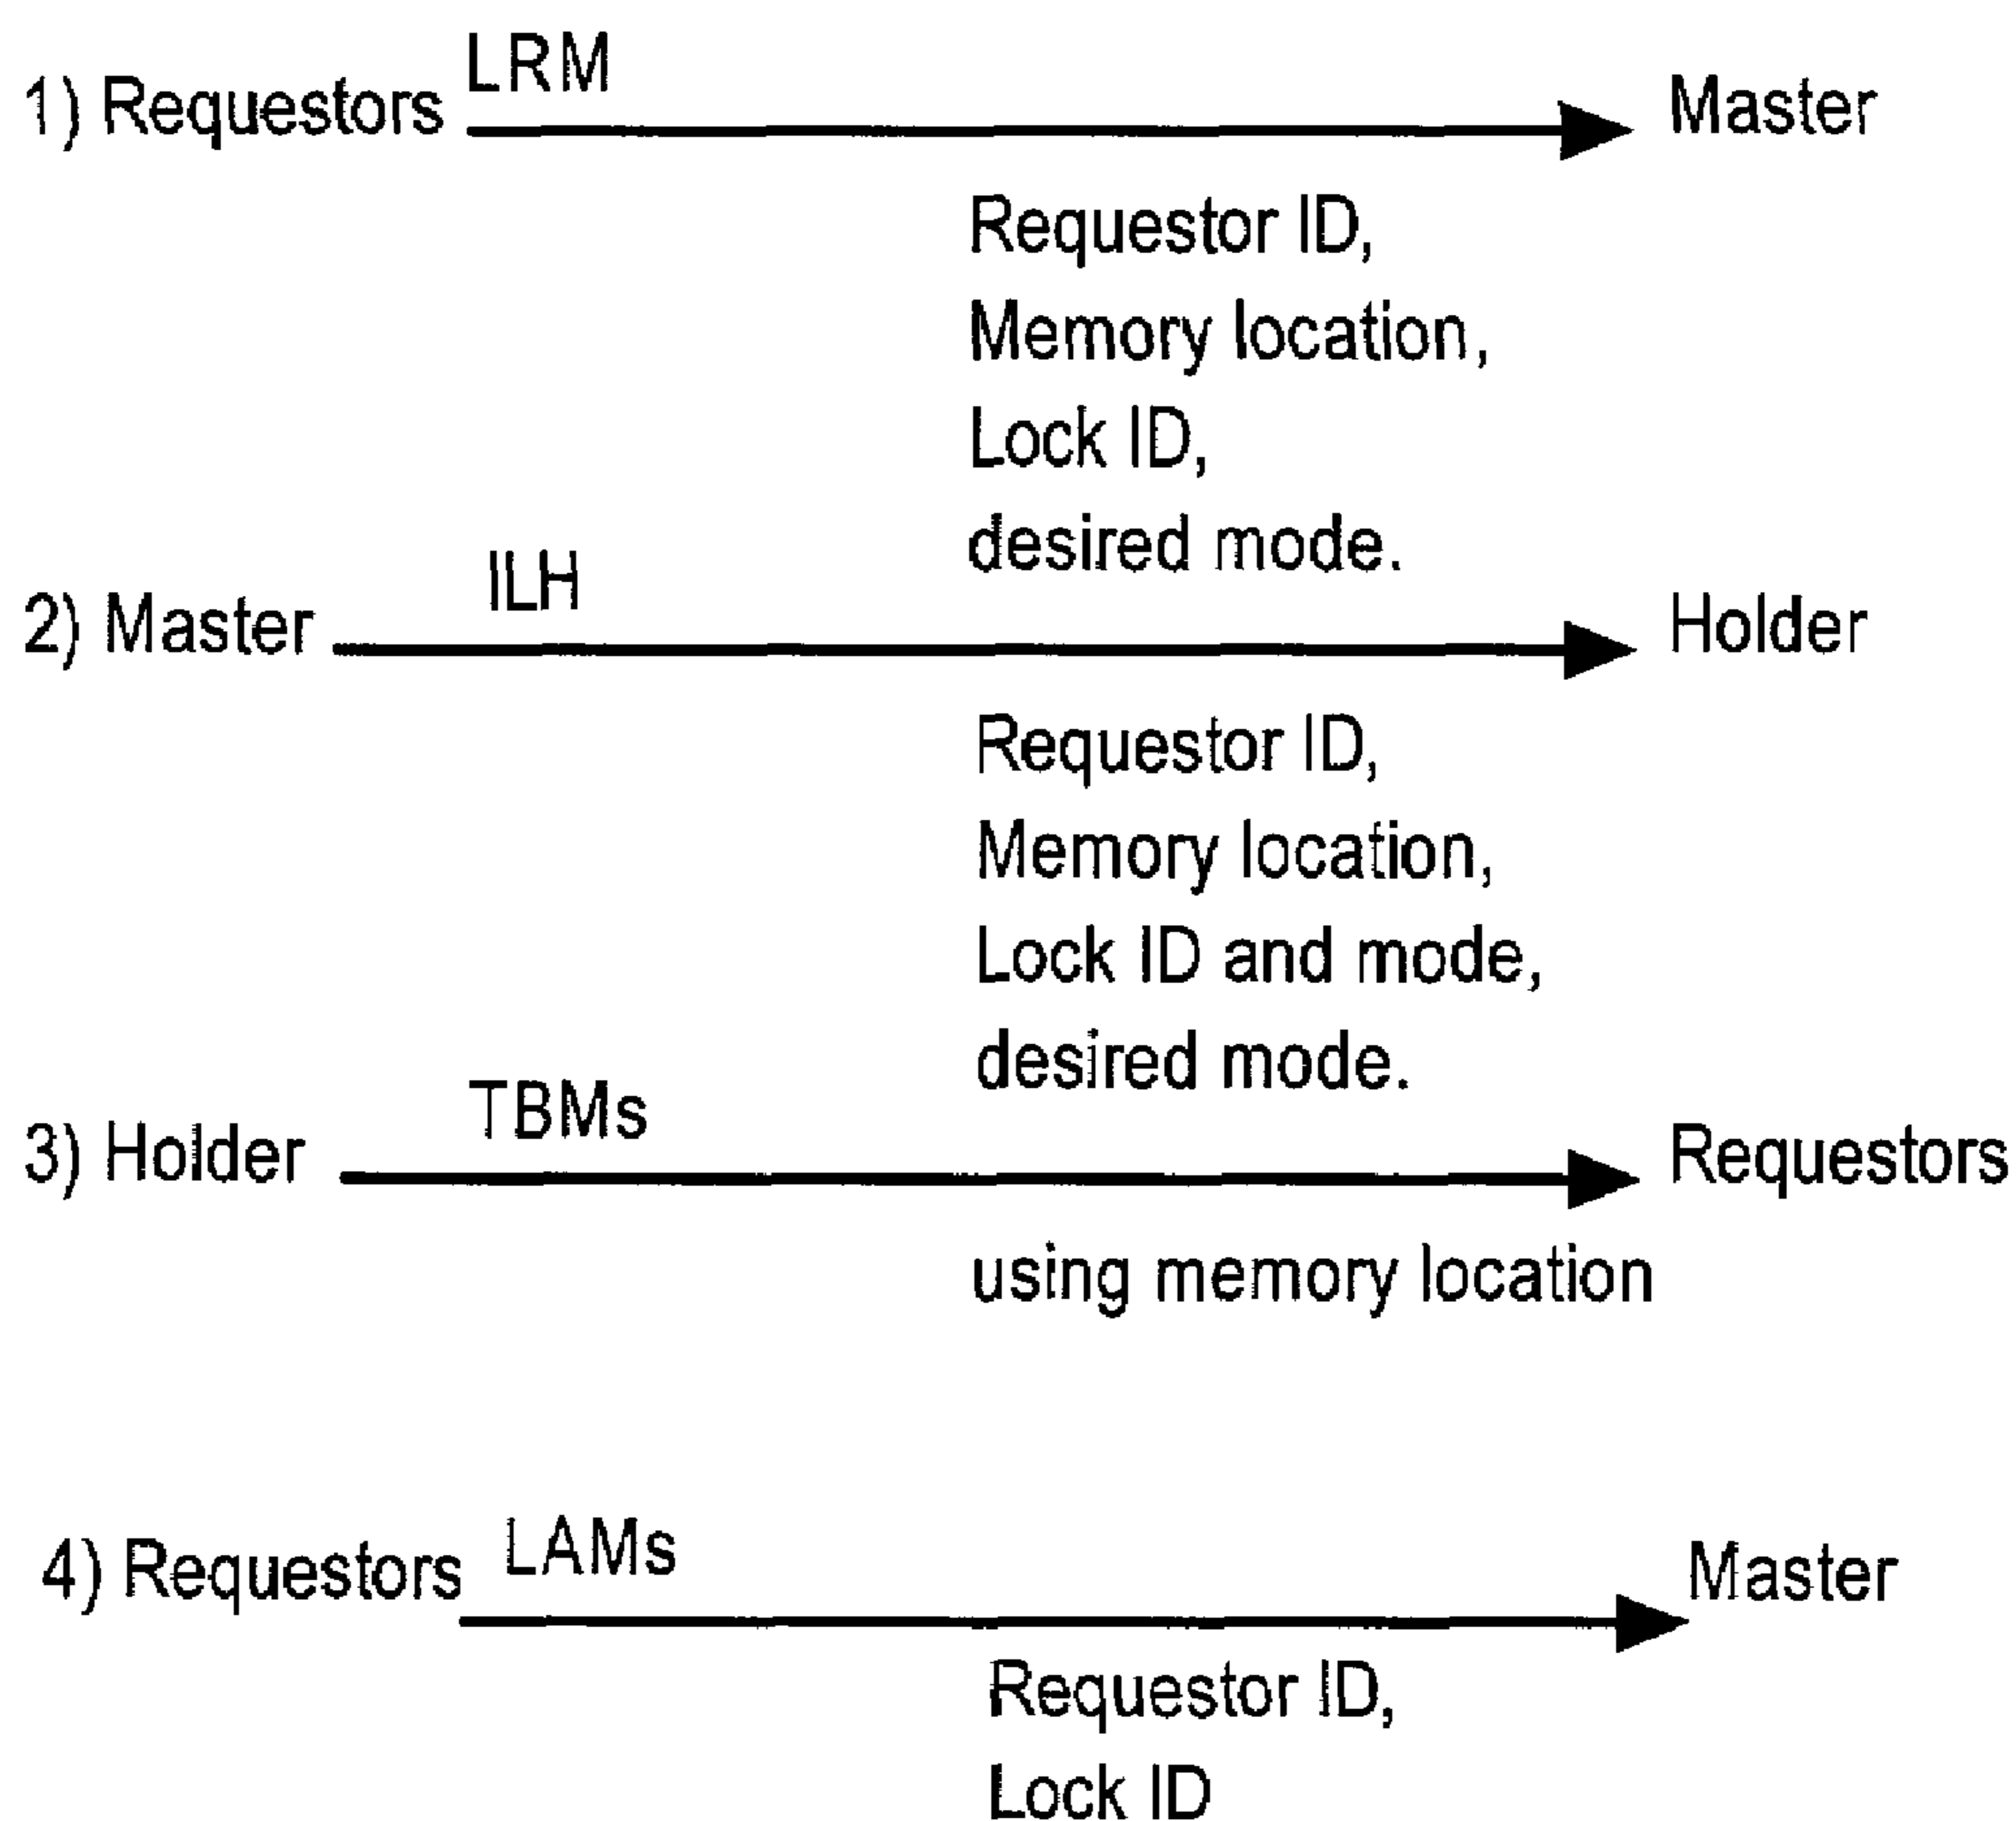 LRM
1) Requestors Master
Requestor ID,
Memory location,
Lock ID,
desired mode.
ILH
2) Master Holder
Requestor ID,
Memory location,
Lock ID and mode,
desired mode.
TBMs
3) Holder Requestors
using memory location
LAMs
4) Requestors Master
Requestor ID,
Lock ID